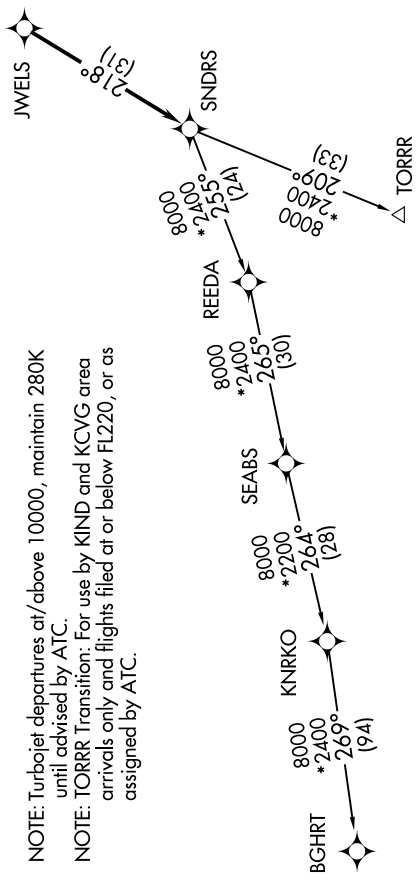 JWELS
218°
(31)
SNDRS
8000
*2400
209°
(33)
TORRR
8000
*2400
255°
(24)
REEDA
8000
*2400
265°
(30)
SEABS
8000
*2200
264°
(28)
KNRKO
8000
*2400
269°
(94)
BGHRT
NOTE: Turbojet departures at/above 10000, maintain 280K
until advised by ATC.
NOTE: TORRR Transition: For use by KIND and KCVG area
arrivals only and flights filed at or below FL220, or as
assigned by ATC.